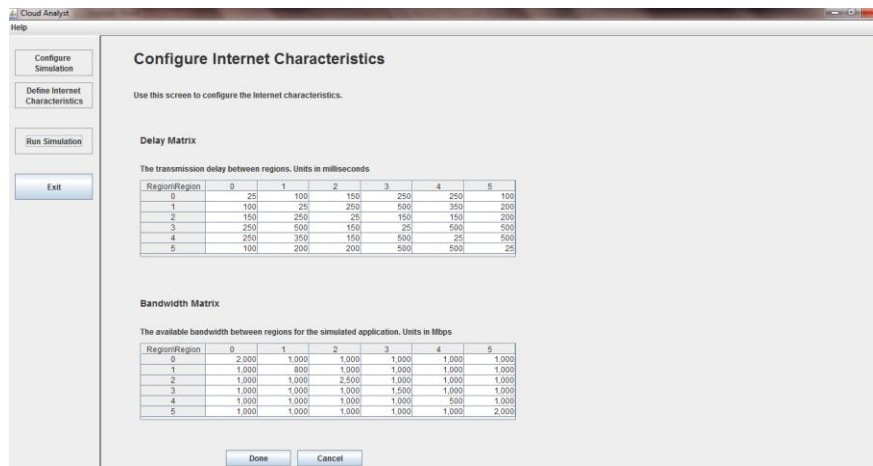 Cloud Analyst
Help
Configure
Simulation
Define Internet
Characteristics
Run Simulation
Exit
Configure Internet Characteristics
Use this screen to configure the Internet characteristics.
Delay Matrix
The transmission delay between regions. Units in milliseconds
Region\Region 0 1 2 3 4 5
0 25 100 150 250 250 100
1 100 25 250 500 350 200
2 150 250 25 150 150 200
3 250 500 150 25 500 500
4 250 350 150 500 25 500
5 100 200 200 500 500 25
Bandwidth Matrix
The available bandwidth between regions for the simulated application. Units in Mbps
Region\Region 0 1 2 3 4 5
0 2,000 1,000 1,000 1,000 1,000 1,000
1 1,000 800 1,000 1,000 1,000 1,000
2 1,000 1,000 2,500 1,000 1,000 1,000
3 1,000 1,000 1,000 1,500 1,000 1,000
4 1,000 1,000 1,000 1,000 500 1,000
5 1,000 1,000 1,000 1,000 1,000 2,000
Done Cancel